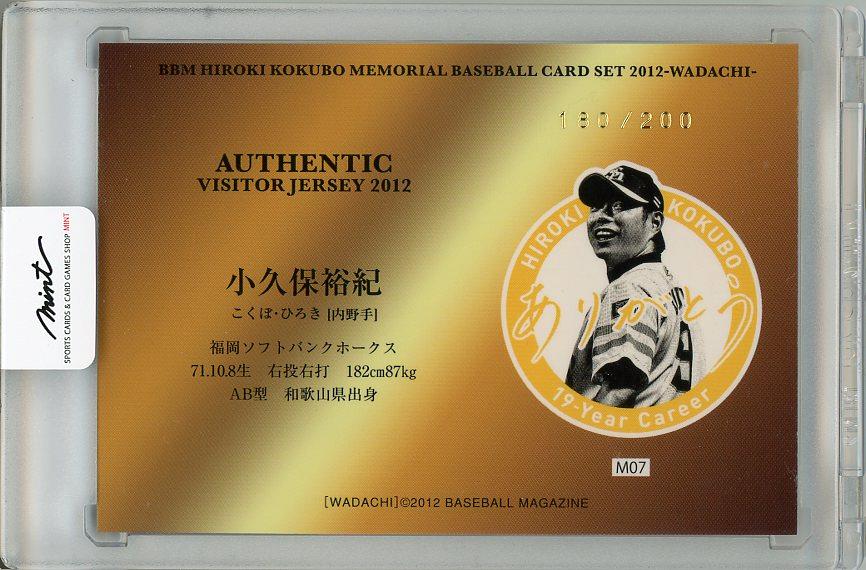 BBM HIROKI KOKUBO MEMORIAL BASEBALL CARD SET 2012-WADACHI-
180/200
AUTHENTIC
VISITOR JERSEY 2012
小久保裕紀
こくぼ・ひろき [内野手]
福岡ソフトバンクホークス
71.10.8生 右投右打 182cm87kg
AB型 和歌山県出身
HIROKI KOKUBO
ありがとう
19-Year Career
M07
[WADACHI]©2012 BASEBALL MAGAZINE
mint
SPORTS CARDS & CARD GAMES SHOP MINT